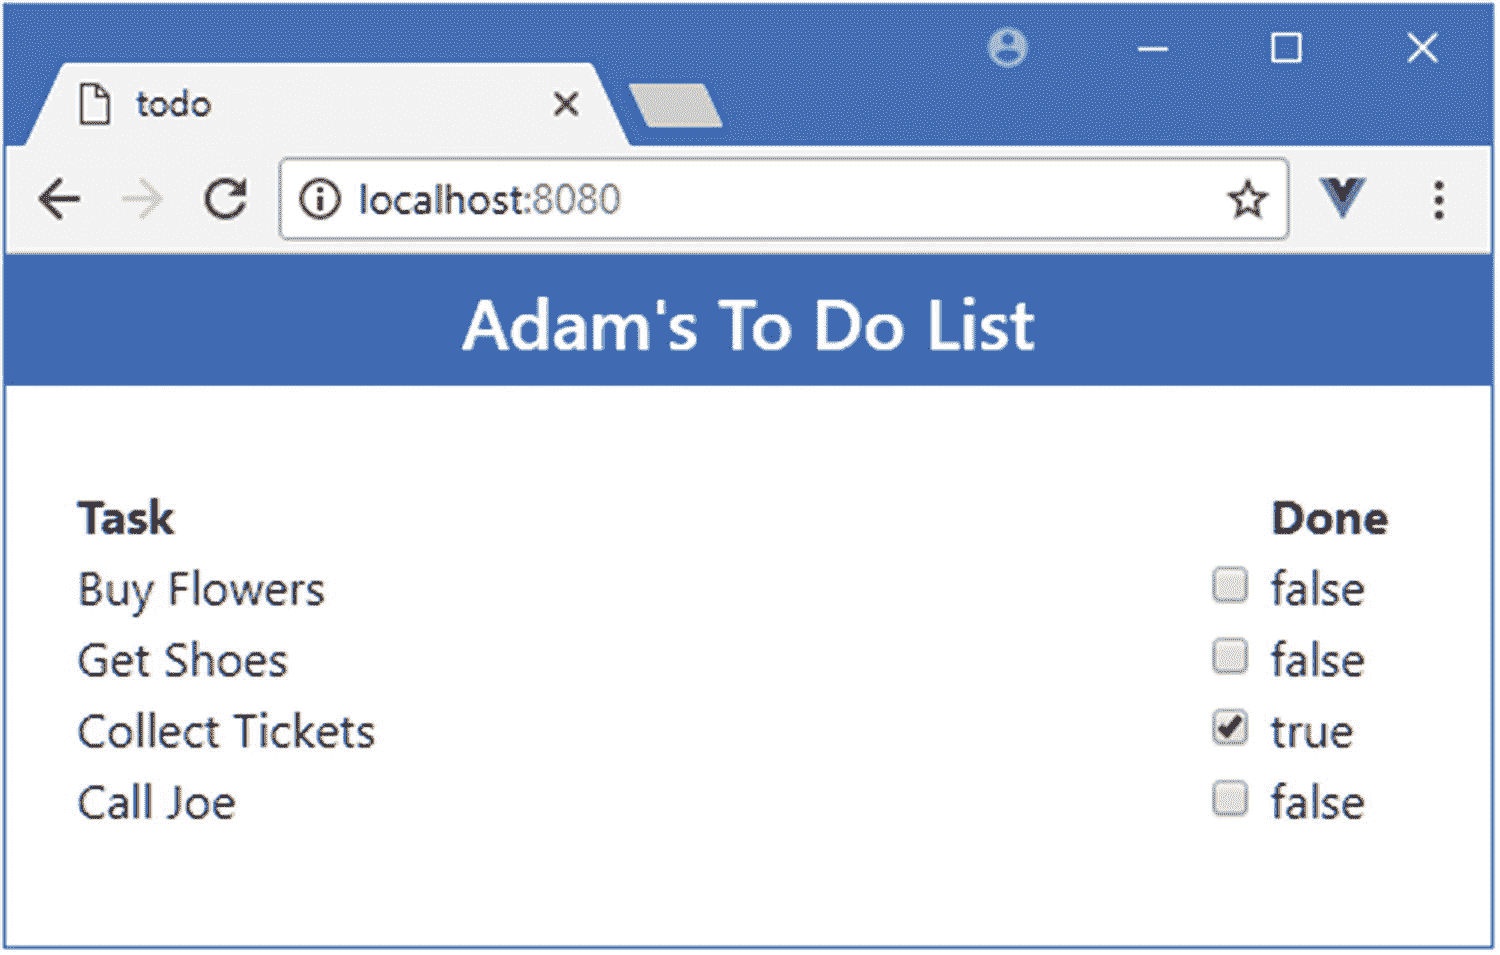 todo
localhost:8080
Adam's To Do List
Task Done
Buy Flowers false
Get Shoes false
Collect Tickets true
Call Joe false